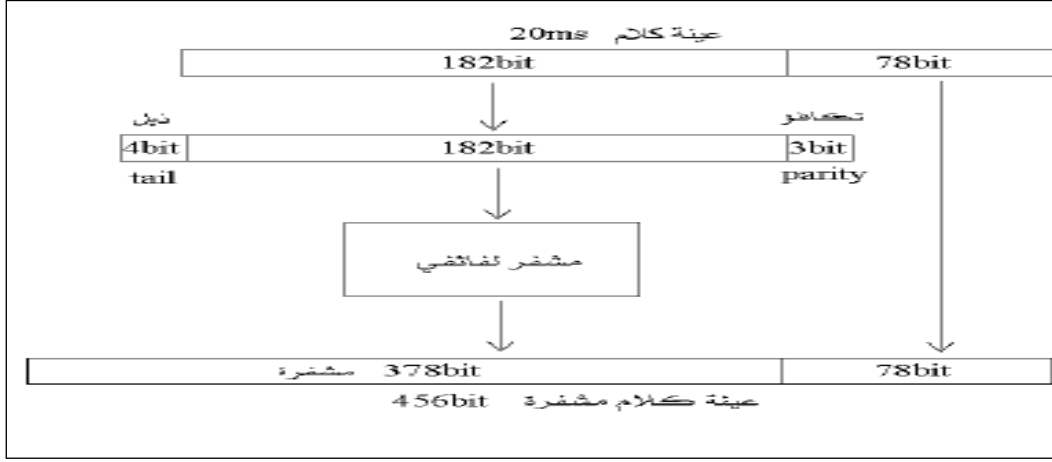 عينة كلام 20ms
182bit 78bit
ذيل تكافؤ
4bit 182bit 3bit
tail parity
مشفر لفائفي
مشفرة 378bit 78bit
عينة كلام مشفرة 456bit